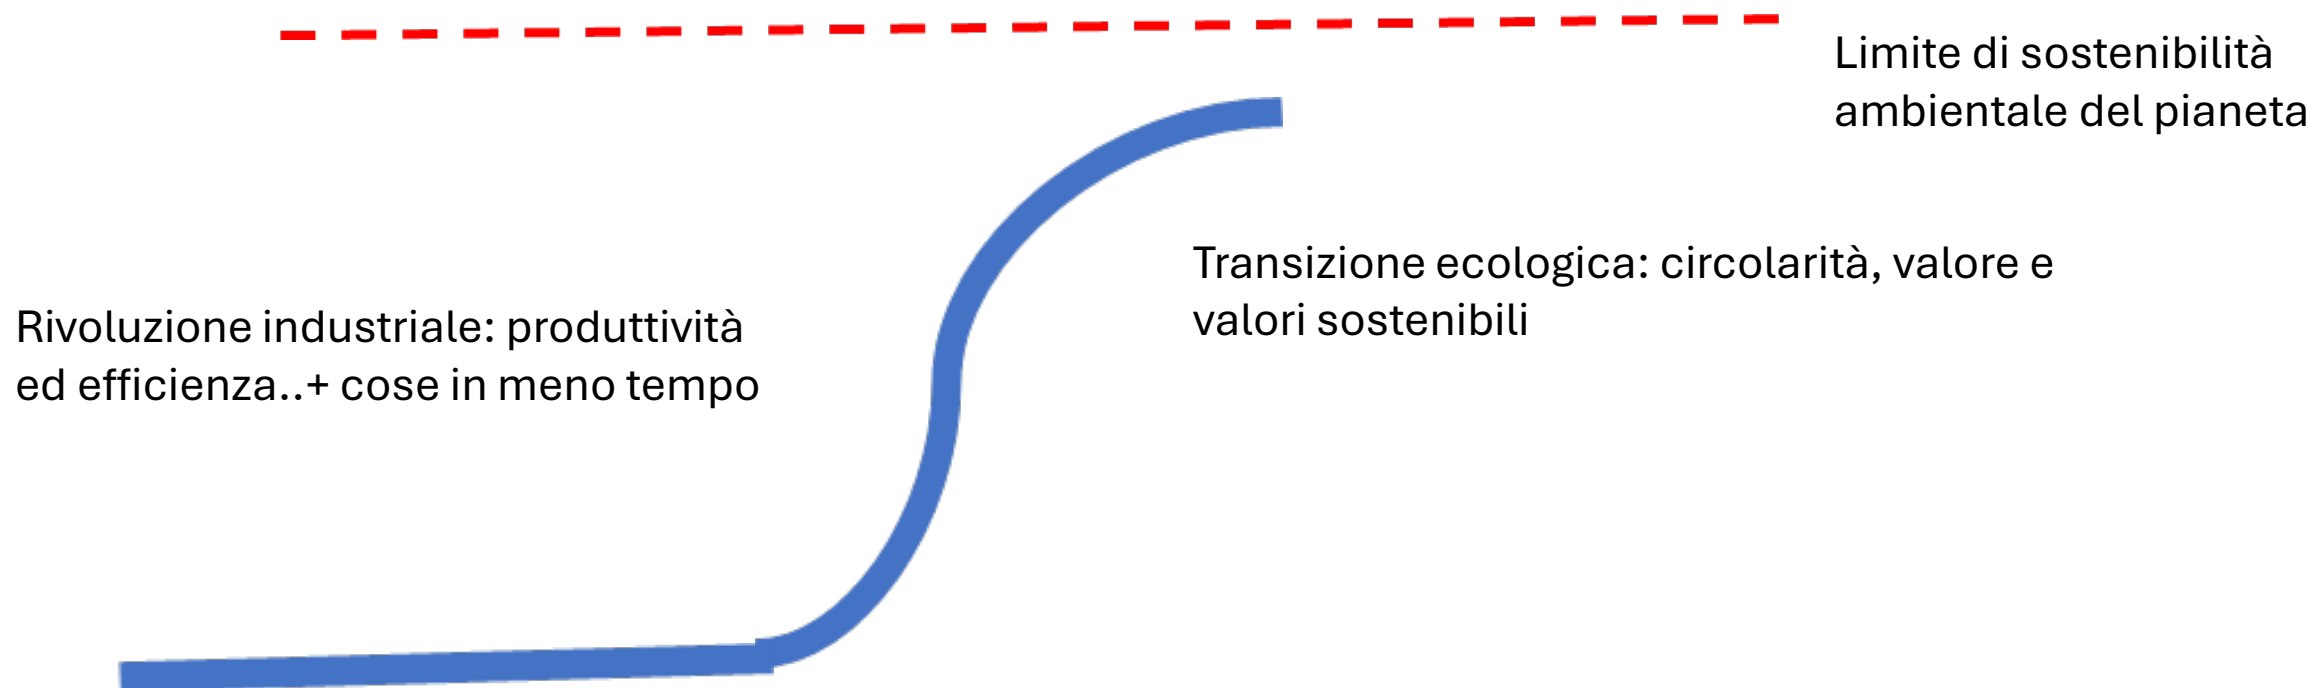 Limite di sostenibilità
ambientale del pianeta
Transizione ecologica: circolarità, valore e
valori sostenibili
Rivoluzione industriale: produttività
ed efficienza..+ cose in meno tempo